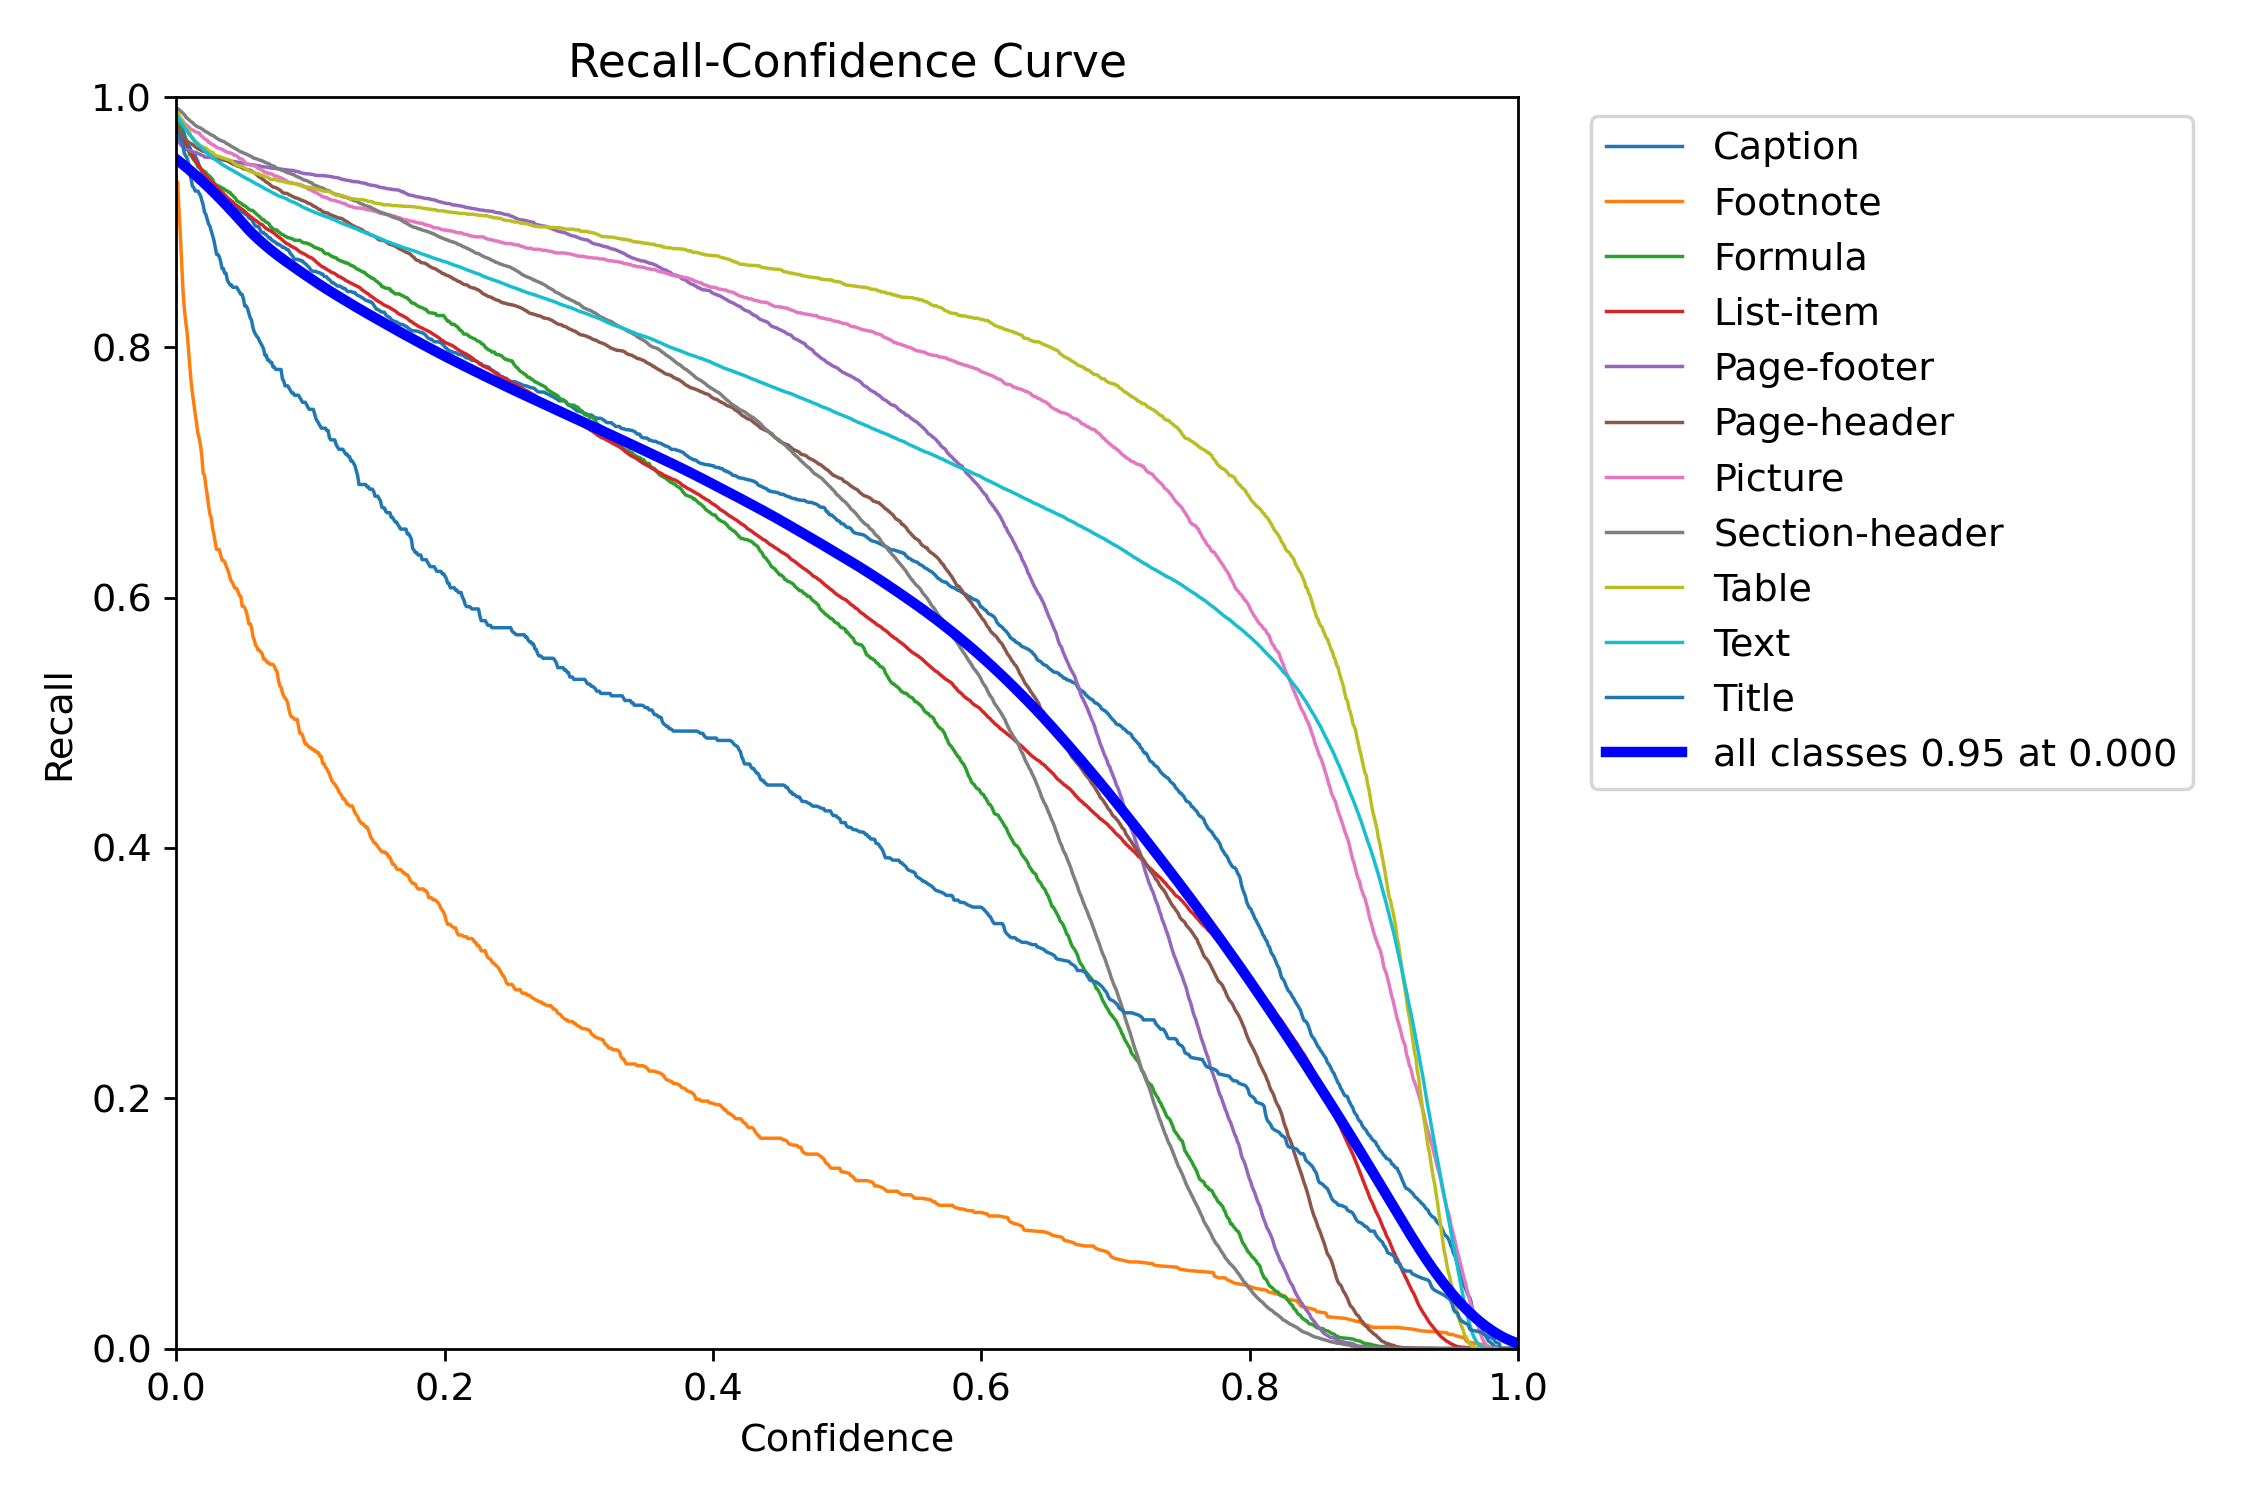 Recall-Confidence Curve
1.0
0.8
0.6
0.4
0.2
0.0
Recall
0.0 0.2 0.4 0.6 0.8 1.0
Confidence
Caption
Footnote
Formula
List-item
Page-footer
Page-header
Picture
Section-header
Table
Text
Title
all classes 0.95 at 0.000